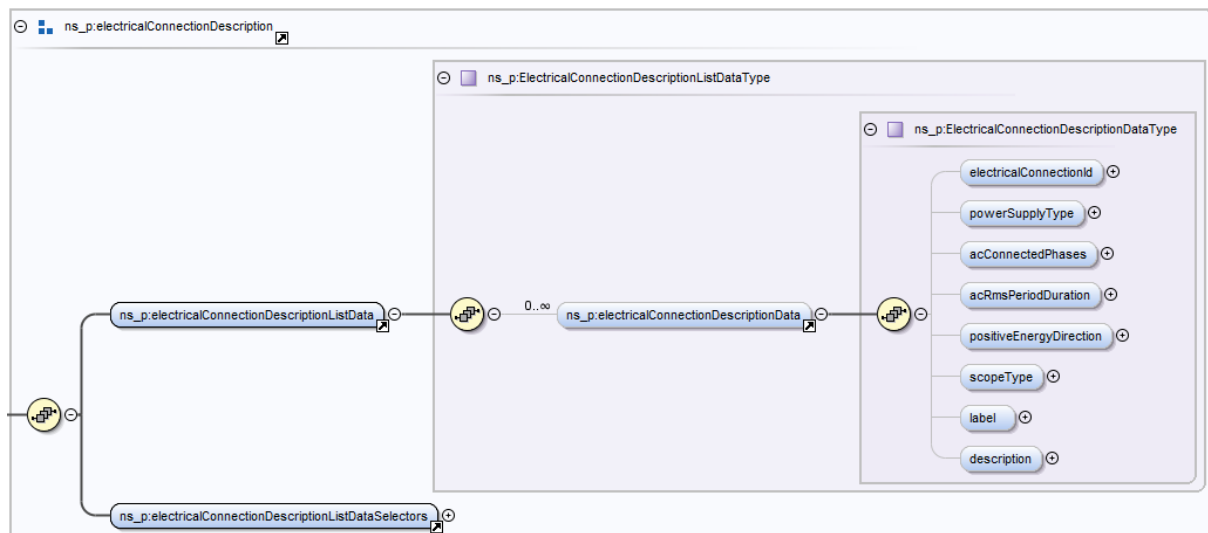 ns_p:electricalConnectionDescription
ns_p:ElectricalConnectionDescriptionListDataType
ns_p:ElectricalConnectionDescriptionDataType
electricalConnectionId
powerSupplyType
acConnectedPhases
acRmsPeriodDuration
positiveEnergyDirection
scopeType
label
description
ns_p:electricalConnectionDescriptionListData
0..∞
ns_p:electricalConnectionDescriptionData
ns_p:electricalConnectionDescriptionListDataSelectors